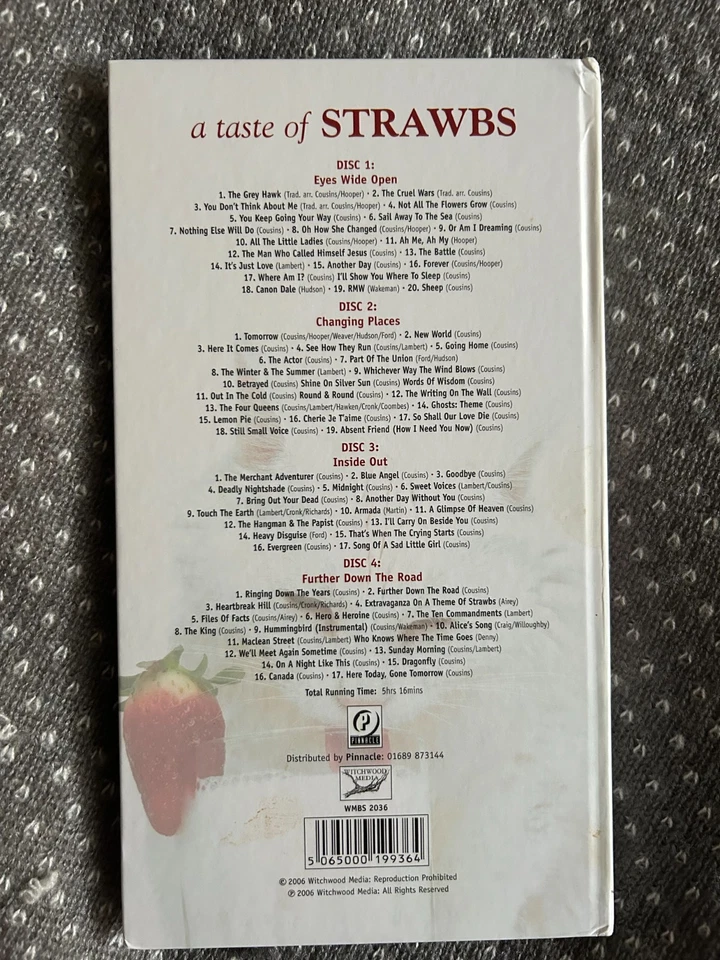 a taste of STRAWBS
DISC 1:
Eyes Wide Open
1. The Grey Hawk (Trad. arr. Cousins/Hooper) · 2. The Cruel Wars (Trad. arr. Cousins)
3. You Don't Think About Me (Trad. arr. Cousins/Hooper) · 4. Not All The Flowers Grow (Cousins)
5. You Keep Going Your Way (Cousins) · 6. Sail Away To The Sea (Cousins)
7. Nothing Else Will Do (Cousins) · 8. Oh How She Changed (Cousins/Hooper) · 9. Or Am I Dreaming (Cousins)
10. All The Little Ladies (Cousins/Hooper) · 11. Ah Me, Ah My (Hooper)
12. The Man Who Called Himself Jesus (Cousins) · 13. The Battle (Cousins)
14. It's Just Love (Lambert) · 15. Another Day (Cousins) · 16. Forever (Cousins/Hooper)
17. Where Am I? (Cousins) I'll Show You Where To Sleep (Cousins)
18. Canon Dale (Hudson) · 19. RMW (Wakeman) · 20. Sheep (Cousins)
DISC 2:
Changing Places
1. Tomorrow (Cousins/Hooper/Weaver/Hudson/Ford) · 2. New World (Cousins)
3. Here It Comes (Cousins) · 4. See How They Run (Cousins/Lambert) · 5. Going Home (Cousins)
6. The Actor (Cousins) · 7. Part Of The Union (Ford/Hudson)
8. The Winter & The Summer (Lambert) · 9. Whichever Way The Wind Blows (Cousins)
10. Betrayed (Cousins) Shine On Silver Sun (Cousins) Words Of Wisdom (Cousins)
11. Out In The Cold (Cousins) Round & Round (Cousins) · 12. The Writing On The Wall (Cousins)
13. The Four Queens (Cousins/Lambert/Hawken/Cronk/Coombes) · 14. Ghosts: Theme (Cousins)
15. Lemon Pie (Cousins) · 16. Cherie Je T'aime (Cousins) · 17. So Shall Our Love Die (Cousins)
18. Still Small Voice (Cousins) · 19. Absent Friend (How I Need You Now) (Cousins)
DISC 3:
Inside Out
1. The Merchant Adventurer (Cousins) · 2. Blue Angel (Cousins) · 3. Goodbye (Cousins)
4. Deadly Nightshade (Cousins) · 5. Midnight (Cousins) · 6. Sweet Voices (Lambert/Cousins)
7. Bring Out Your Dead (Cousins) · 8. Another Day Without You (Cousins)
9. Touch The Earth (Lambert/Cronk/Richards) · 10. Armada (Martin) · 11. A Glimpse Of Heaven (Cousins)
12. The Hangman & The Papist (Cousins) · 13. I'll Carry On Beside You (Cousins)
14. Heavy Disguise (Ford) · 15. That's When The Crying Starts (Cousins)
16. Evergreen (Cousins) · 17. Song Of A Sad Little Girl (Cousins)
DISC 4:
Further Down The Road
1. Ringing Down The Years (Cousins) · 2. Further Down The Road (Cousins)
3. Heartbreak Hill (Cousins/Cronk/Richards) · 4. Extravaganza On A Theme Of Strawbs (Airey)
5. Files Of Facts (Cousins/Airey) · 6. Hero & Heroine (Cousins) · 7. The Ten Commandments (Lambert)
8. The King (Cousins) · 9. Hummingbird (Instrumental) (Cousins/Wakeman) · 10. Alice's Song (Craig/Willoughby)
11. Maclean Street (Cousins/Lambert) Who Knows Where The Time Goes (Denny)
12. We'll Meet Again Sometime (Cousins) · 13. Sunday Morning (Cousins/Lambert)
14. On A Night Like This (Cousins) · 15. Dragonfly (Cousins)
16. Canada (Cousins) · 17. Here Today, Gone Tomorrow (Cousins)
Total Running Time: 5hrs 16mins
PINNACLE
Distributed by Pinnacle: 01689 873144
WITCHWOOD
MEDIA
WMBS 2036
5 065000 199364
© 2006 Witchwood Media: Reproduction Prohibited
℗ 2006 Witchwood Media: All Rights Reserved